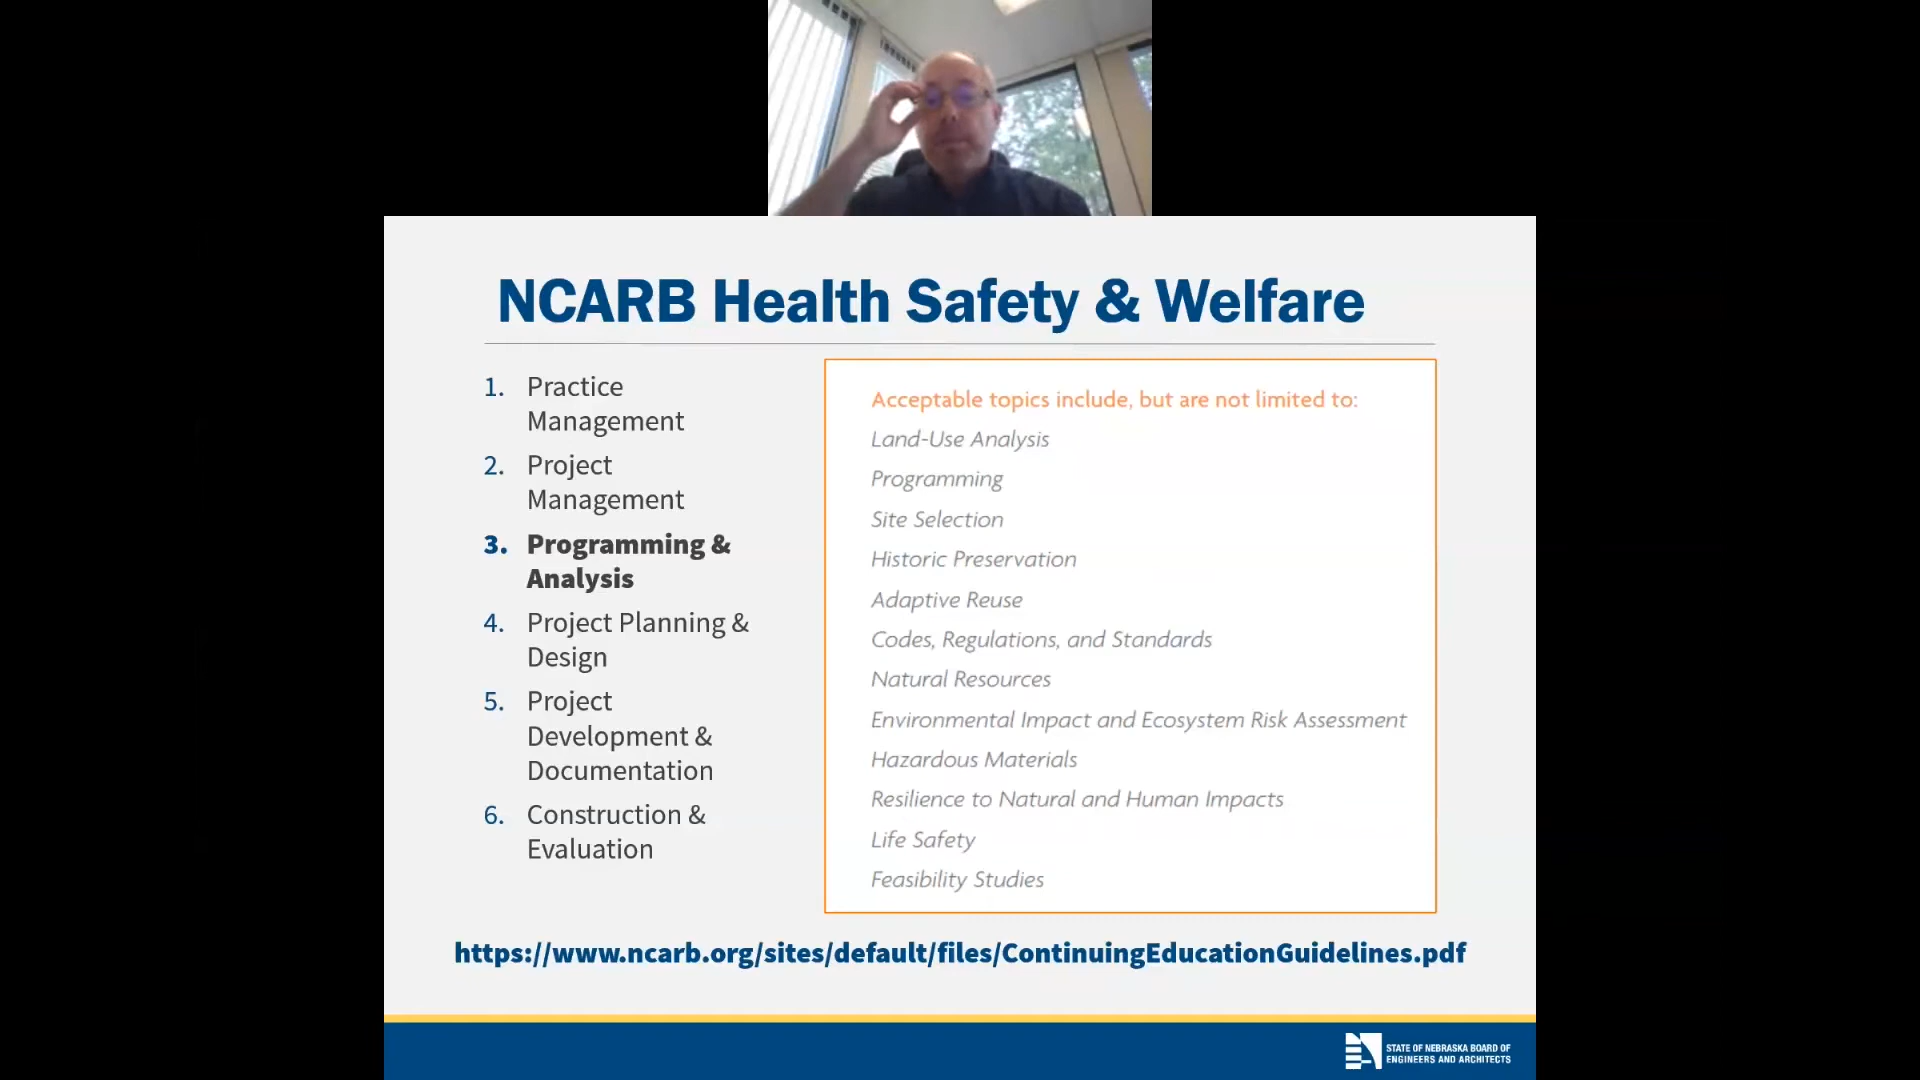 NCARB Health Safety & Welfare
1. Practice
Management
2. Project
Management
3. Programming &
Analysis
4. Project Planning &
Design
5. Project
Development &
Documentation
6. Construction &
Evaluation
Acceptable topics include, but are not limited to:
Land-Use Analysis
Programming
Site Selection
Historic Preservation
Adaptive Reuse
Codes, Regulations, and Standards
Natural Resources
Environmental Impact and Ecosystem Risk Assessment
Hazardous Materials
Resilience to Natural and Human Impacts
Life Safety
Feasibility Studies
https://www.ncarb.org/sites/default/files/ContinuingEducationGuidelines.pdf
STATE OF NEBRASKA BOARD OF
ENGINEERS AND ARCHITECTS